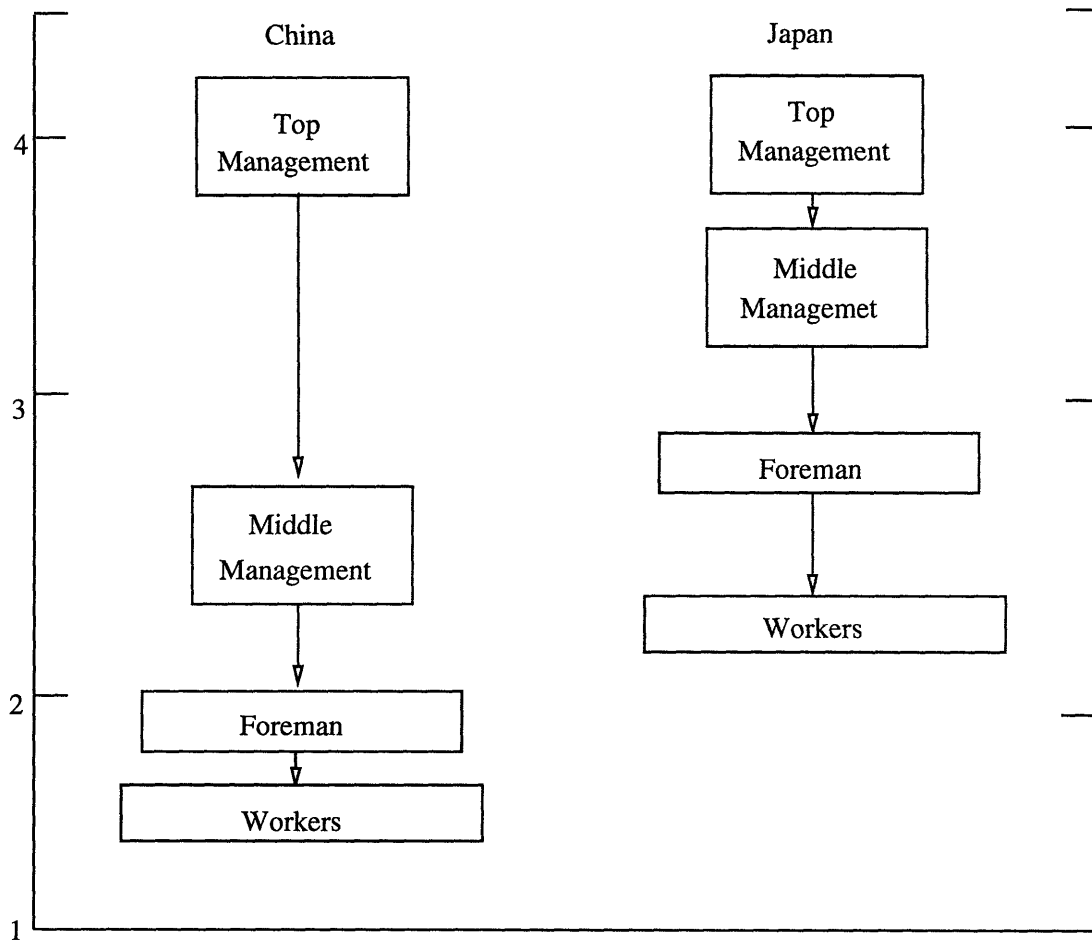 China
Top
Management
Middle
Management
Foreman
Workers
Japan
Top
Management
Middle
Managemet
Foreman
Workers
4
3
2
1